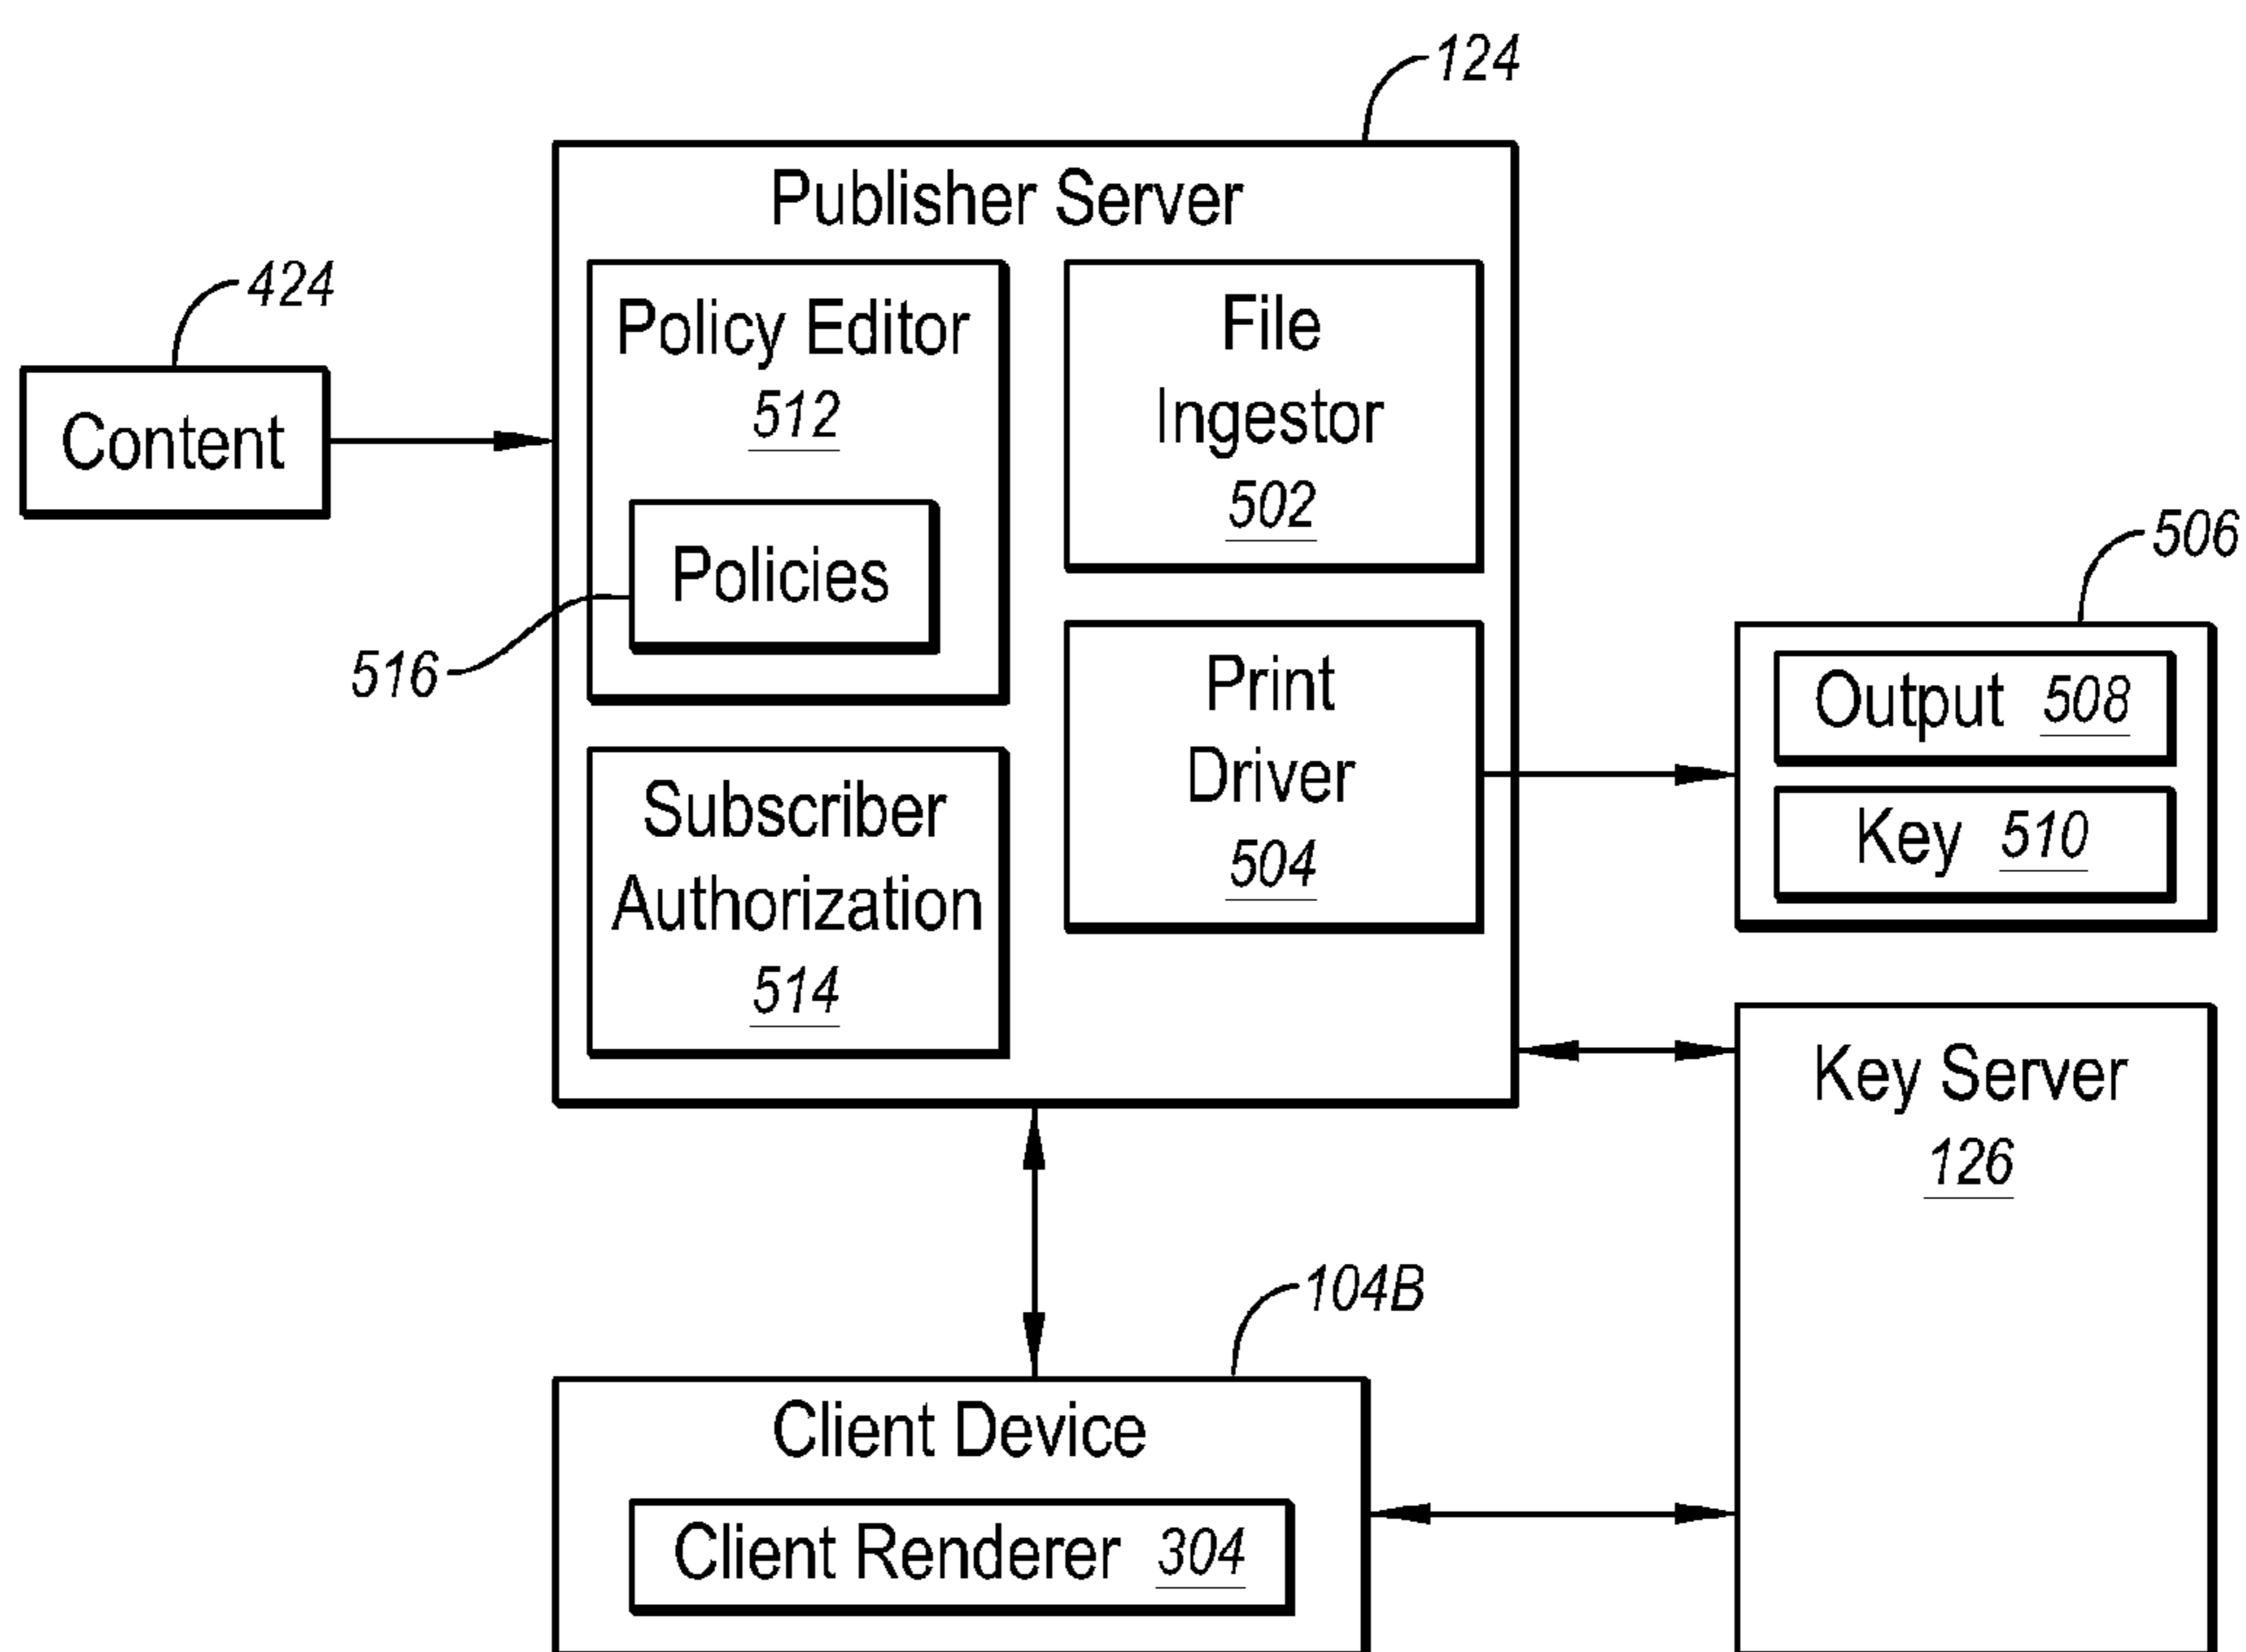 124
Publisher Server
424
Content
Policy Editor
512
Policies
516
File
Ingestor
502
Subscriber
Authorization
514
Print
Driver
504
506
Output 508
Key 510
Key Server
126
104B
Client Device
Client Renderer 304